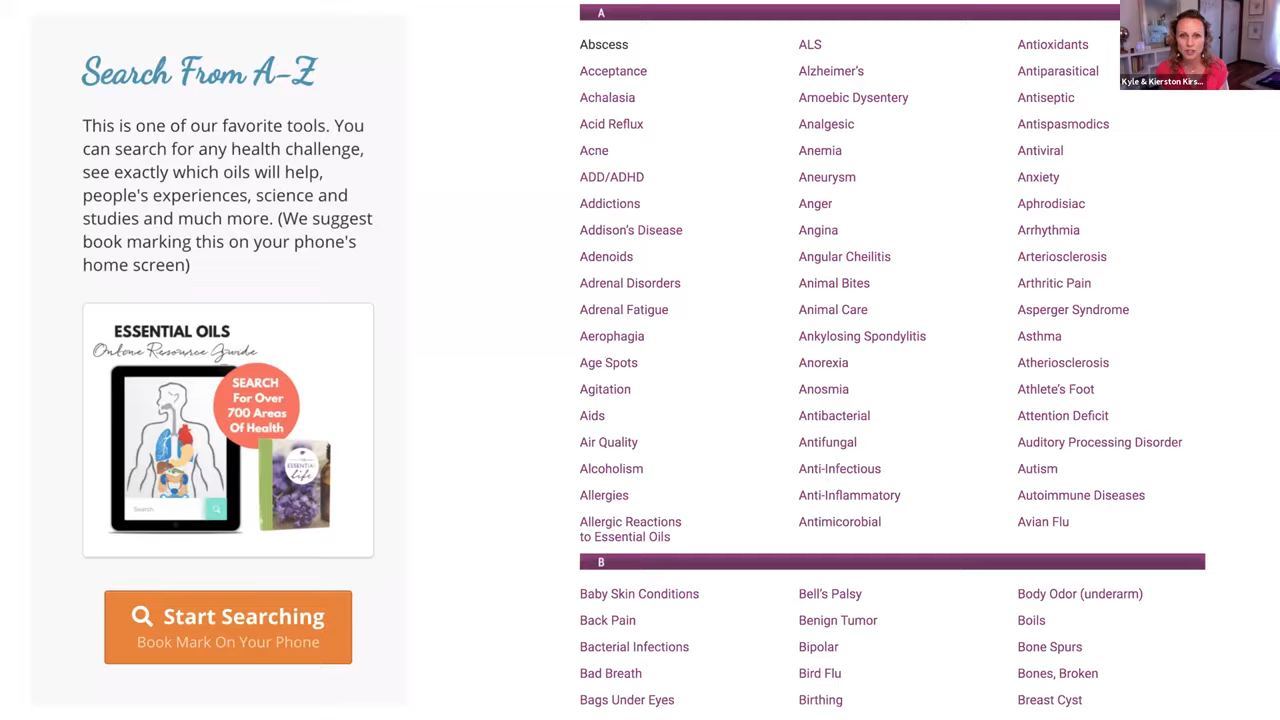 Search From A-Z
This is one of our favorite tools. You
can search for any health challenge,
see exactly which oils will help,
people's experiences, science and
studies and much more. (We suggest
book marking this on your phone's
home screen)
ESSENTIAL OILS
Online Resource Guide
SEARCH
For Over
700 Areas
Of Health
ESSENTIAL
life
Search
Start Searching
Book Mark On Your Phone
A
Abscess
Acceptance
Achalasia
Acid Reflux
Acne
ADD/ADHD
Addictions
Addison's Disease
Adenoids
Adrenal Disorders
Adrenal Fatigue
Aerophagia
Age Spots
Agitation
Aids
Air Quality
Alcoholism
Allergies
Allergic Reactions
to Essential Oils
ALS
Alzheimer's
Amoebic Dysentery
Analgesic
Anemia
Aneurysm
Anger
Angina
Angular Cheilitis
Animal Bites
Animal Care
Ankylosing Spondylitis
Anorexia
Anosmia
Antibacterial
Antifungal
Anti-Infectious
Anti-Inflammatory
Antimicorobial
Antioxidants
Antiparasitical
Antiseptic
Antispasmodics
Antiviral
Anxiety
Aphrodisiac
Arrhythmia
Arteriosclerosis
Arthritic Pain
Asperger Syndrome
Asthma
Atheriosclerosis
Athlete's Foot
Attention Deficit
Auditory Processing Disorder
Autism
Autoimmune Diseases
Avian Flu
B
Baby Skin Conditions
Back Pain
Bacterial Infections
Bad Breath
Bags Under Eyes
Bell's Palsy
Benign Tumor
Bipolar
Bird Flu
Birthing
Body Odor (underarm)
Boils
Bone Spurs
Bones, Broken
Breast Cyst
Kyle & Kierston Kirs...